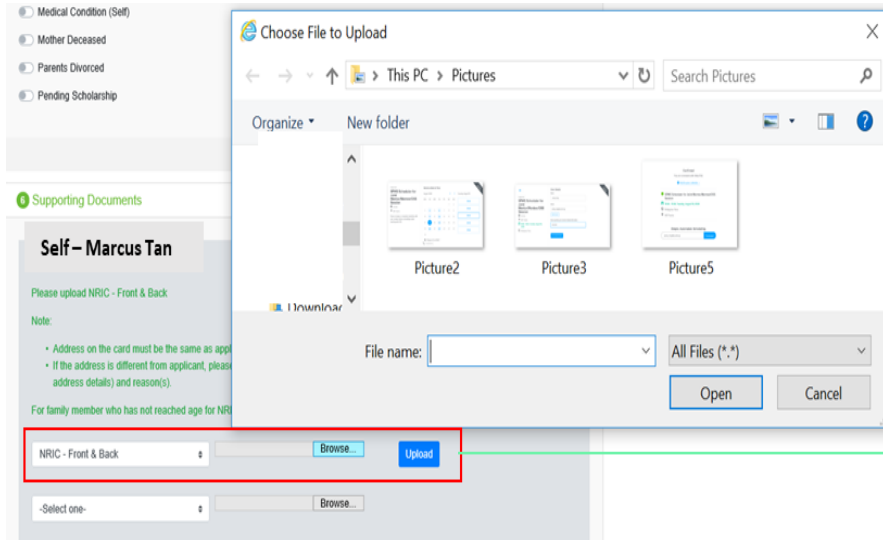 Medical Condition (Self)
Mother Deceased
Parents Divorced
Pending Scholarship
6 Supporting Documents
Self – Marcus Tan
Please upload NRIC - Front & Back
Note:
• Address on the card must be the same as appl
• If the address is different from applicant, pleas
address details) and reason(s).
For family member who has not reached age for NRI
NRIC - Front & Back
Browse...
Upload
-Select one-
Browse...
Choose File to Upload
This PC > Pictures
Search Pictures
Organize
New folder
Picture2
Picture3
Picture5
Downloa
File name:
All Files (*.*)
Open
Cancel